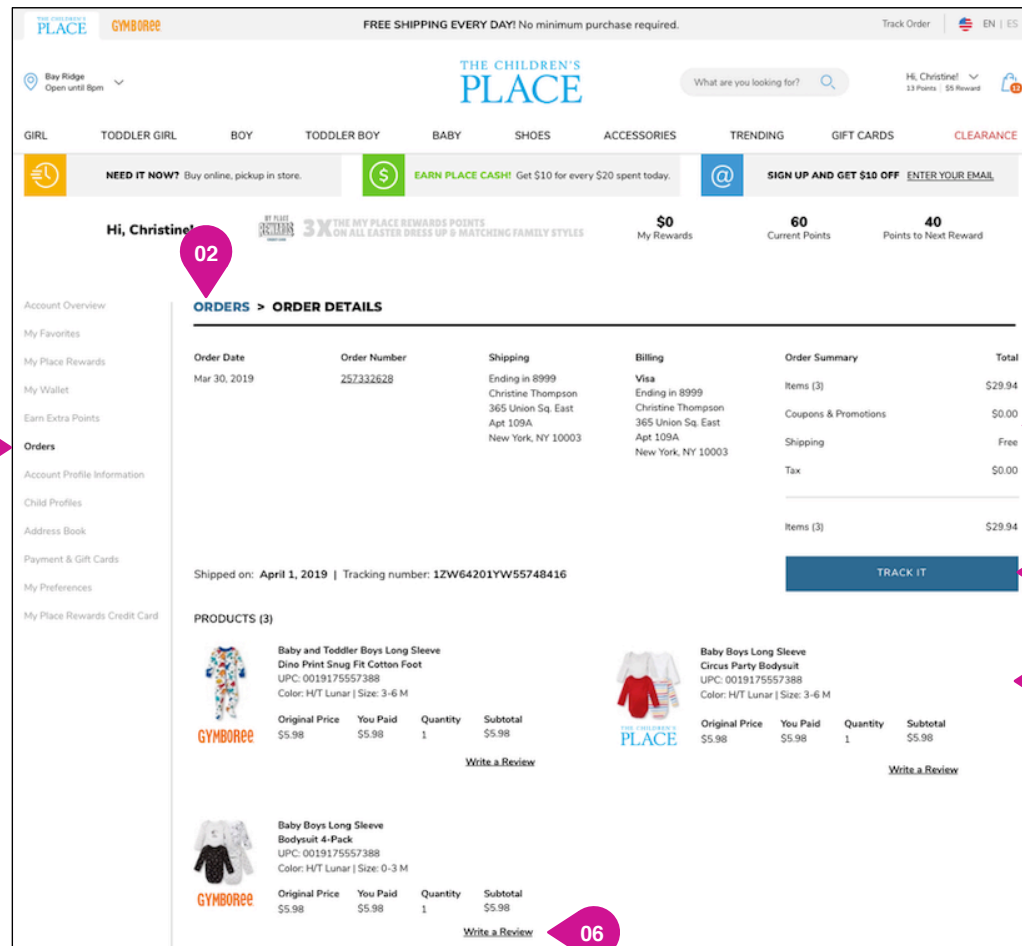 THE CHILDREN'S
PLACE
GYMBOREE
FREE SHIPPING EVERY DAY! No minimum purchase required.
Track Order
EN | ES
Bay Ridge
Open until 8pm
THE CHILDREN'S
PLACE
What are you looking for?
Hi, Christine!
13 Points | $5 Reward
12
GIRL TODDLER GIRL BOY TODDLER BOY BABY SHOES ACCESSORIES TRENDING GIFT CARDS CLEARANCE
NEED IT NOW? Buy online, pickup in store.
$ EARN PLACE CASH! Get $10 for every $20 spent today.
@ SIGN UP AND GET $10 OFF ENTER YOUR EMAIL
Hi, Christine!
MY PLACE
REWARDS
3X THE MY PLACE REWARDS POINTS
ON ALL EASTER DRESS UP & MATCHING FAMILY STYLES
$0
My Rewards
60
Current Points
40
Points to Next Reward
02
Account Overview
My Favorites
My Place Rewards
My Wallet
Earn Extra Points
Orders
Account Profile Information
Child Profiles
Address Book
Payment & Gift Cards
My Preferences
My Place Rewards Credit Card
ORDERS > ORDER DETAILS
Order Date
Mar 30, 2019
Order Number
257332628
Shipping
Ending in 8999
Christine Thompson
365 Union Sq. East
Apt 109A
New York, NY 10003
Billing
Visa
Ending in 8999
Christine Thompson
365 Union Sq. East
Apt 109A
New York, NY 10003
Order Summary Total
Items (3) $29.94
Coupons & Promotions $0.00
Shipping Free
Tax $0.00
Items (3) $29.94
Shipped on: April 1, 2019 | Tracking number: 1ZW64201YW55748416
TRACK IT
PRODUCTS (3)
Baby and Toddler Boys Long Sleeve
Dino Print Snug Fit Cotton Foot
UPC: 0019175557388
Color: H/T Lunar | Size: 3-6 M
Original Price You Paid Quantity Subtotal
$5.98 $5.98 1 $5.98
GYMBOREE
Write a Review
Baby Boys Long Sleeve
Circus Party Bodysuit
UPC: 0019175557388
Color: H/T Lunar | Size: 3-6 M
Original Price You Paid Quantity Subtotal
$5.98 $5.98 1 $5.98
THE CHILDREN'S
PLACE
Write a Review
Baby Boys Long Sleeve
Bodysuit 4-Pack
UPC: 0019175557388
Color: H/T Lunar | Size: 0-3 M
Original Price You Paid Quantity Subtotal
$5.98 $5.98 1 $5.98
GYMBOREE
Write a Review
06